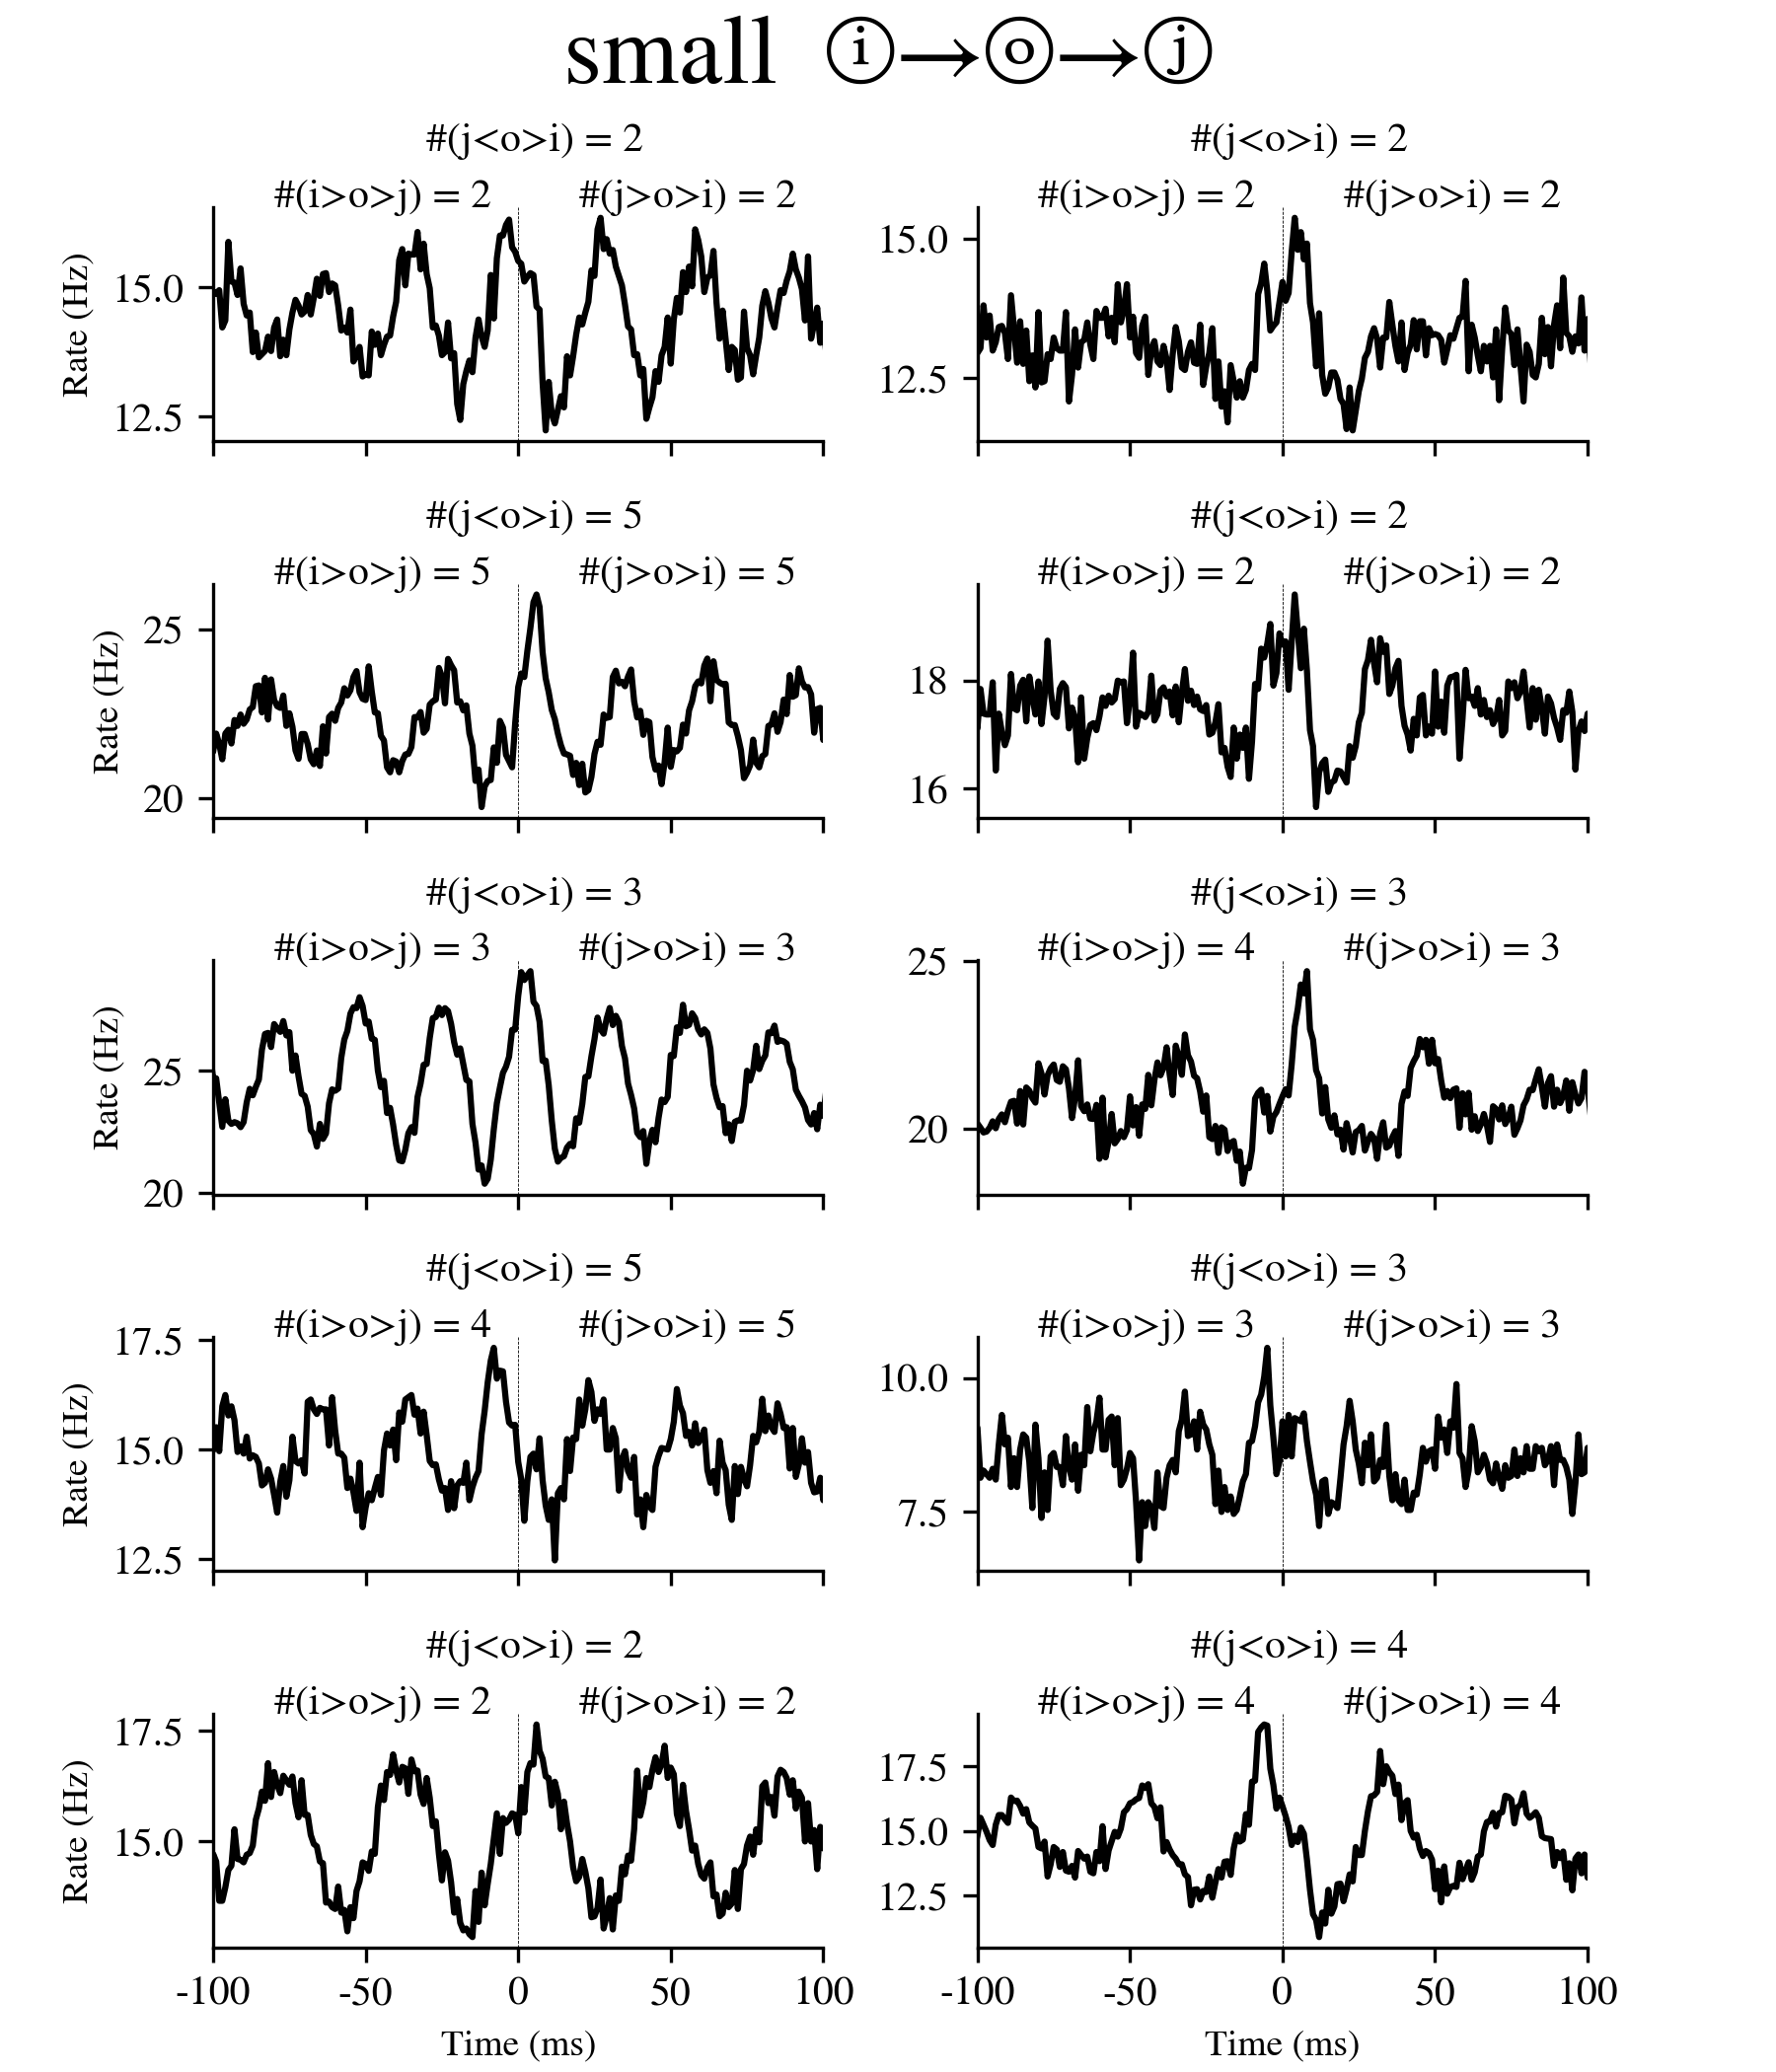 small i→o→j
#(j<o>i) = 2 #(j<o>i) = 2
#(i>o>j) = 2 #(j>o>i) = 2 #(i>o>j) = 2 #(j>o>i) = 2
Rate (Hz)
15.0
12.5
15.0
12.5
#(j<o>i) = 5 #(j<o>i) = 2
#(i>o>j) = 5 #(j>o>i) = 5 #(i>o>j) = 2 #(j>o>i) = 2
Rate (Hz)
25
20
18
16
#(j<o>i) = 3 #(j<o>i) = 3
#(i>o>j) = 3 #(j>o>i) = 3 #(i>o>j) = 4 #(j>o>i) = 3
Rate (Hz)
25
20
25
20
#(j<o>i) = 5 #(j<o>i) = 3
#(i>o>j) = 4 #(j>o>i) = 5 #(i>o>j) = 3 #(j>o>i) = 3
Rate (Hz)
17.5
15.0
12.5
10.0
7.5
#(j<o>i) = 2 #(j<o>i) = 4
#(i>o>j) = 2 #(j>o>i) = 2 #(i>o>j) = 4 #(j>o>i) = 4
Rate (Hz)
17.5
15.0
17.5
15.0
12.5
-100 -50 0 50 100 -100 -50 0 50 100
Time (ms) Time (ms)